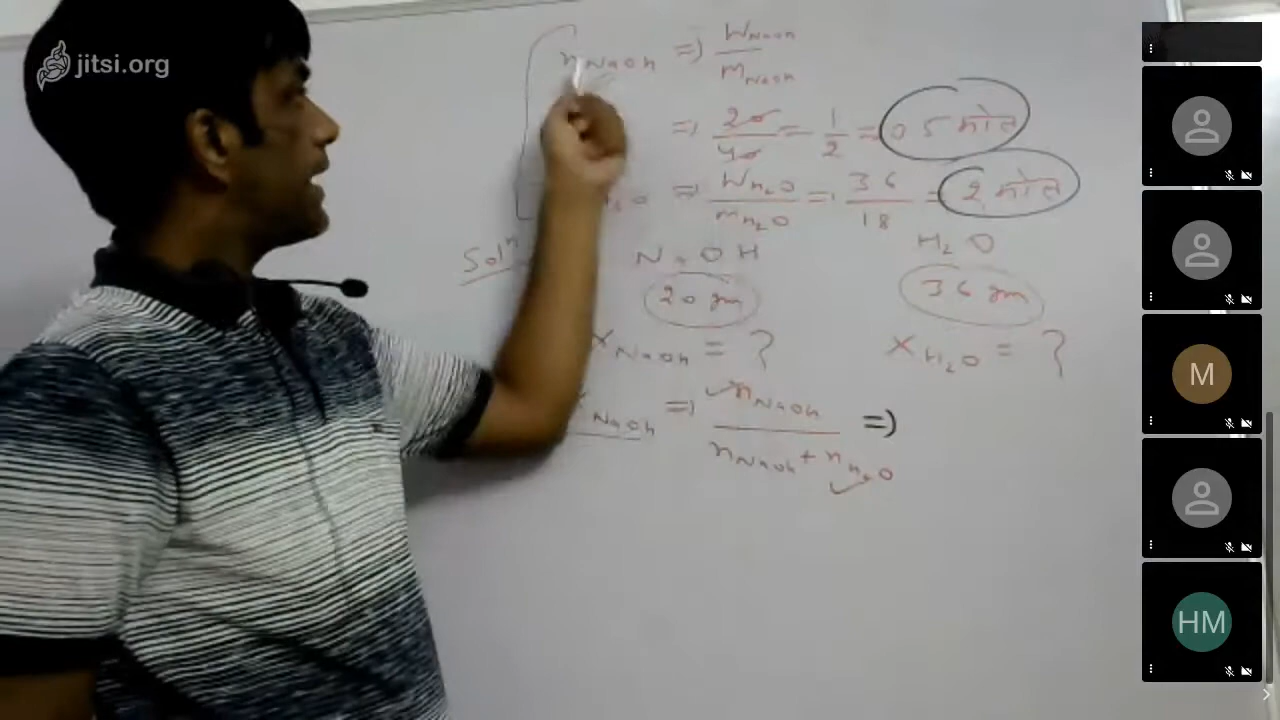 jitsi.org
n NaOH => W NaOH / m NaOH
=> 20/40 = 1/2 = 0.5 मोल
H₂O => W H₂O / m H₂O = 36/18 = 2 मोल
Solⁿ NaOH H₂O
20 gm 36 gm
X NaOH = ? X H₂O = ?
X NaOH => n NaOH / n NaOH + n H₂O =>
M
HM